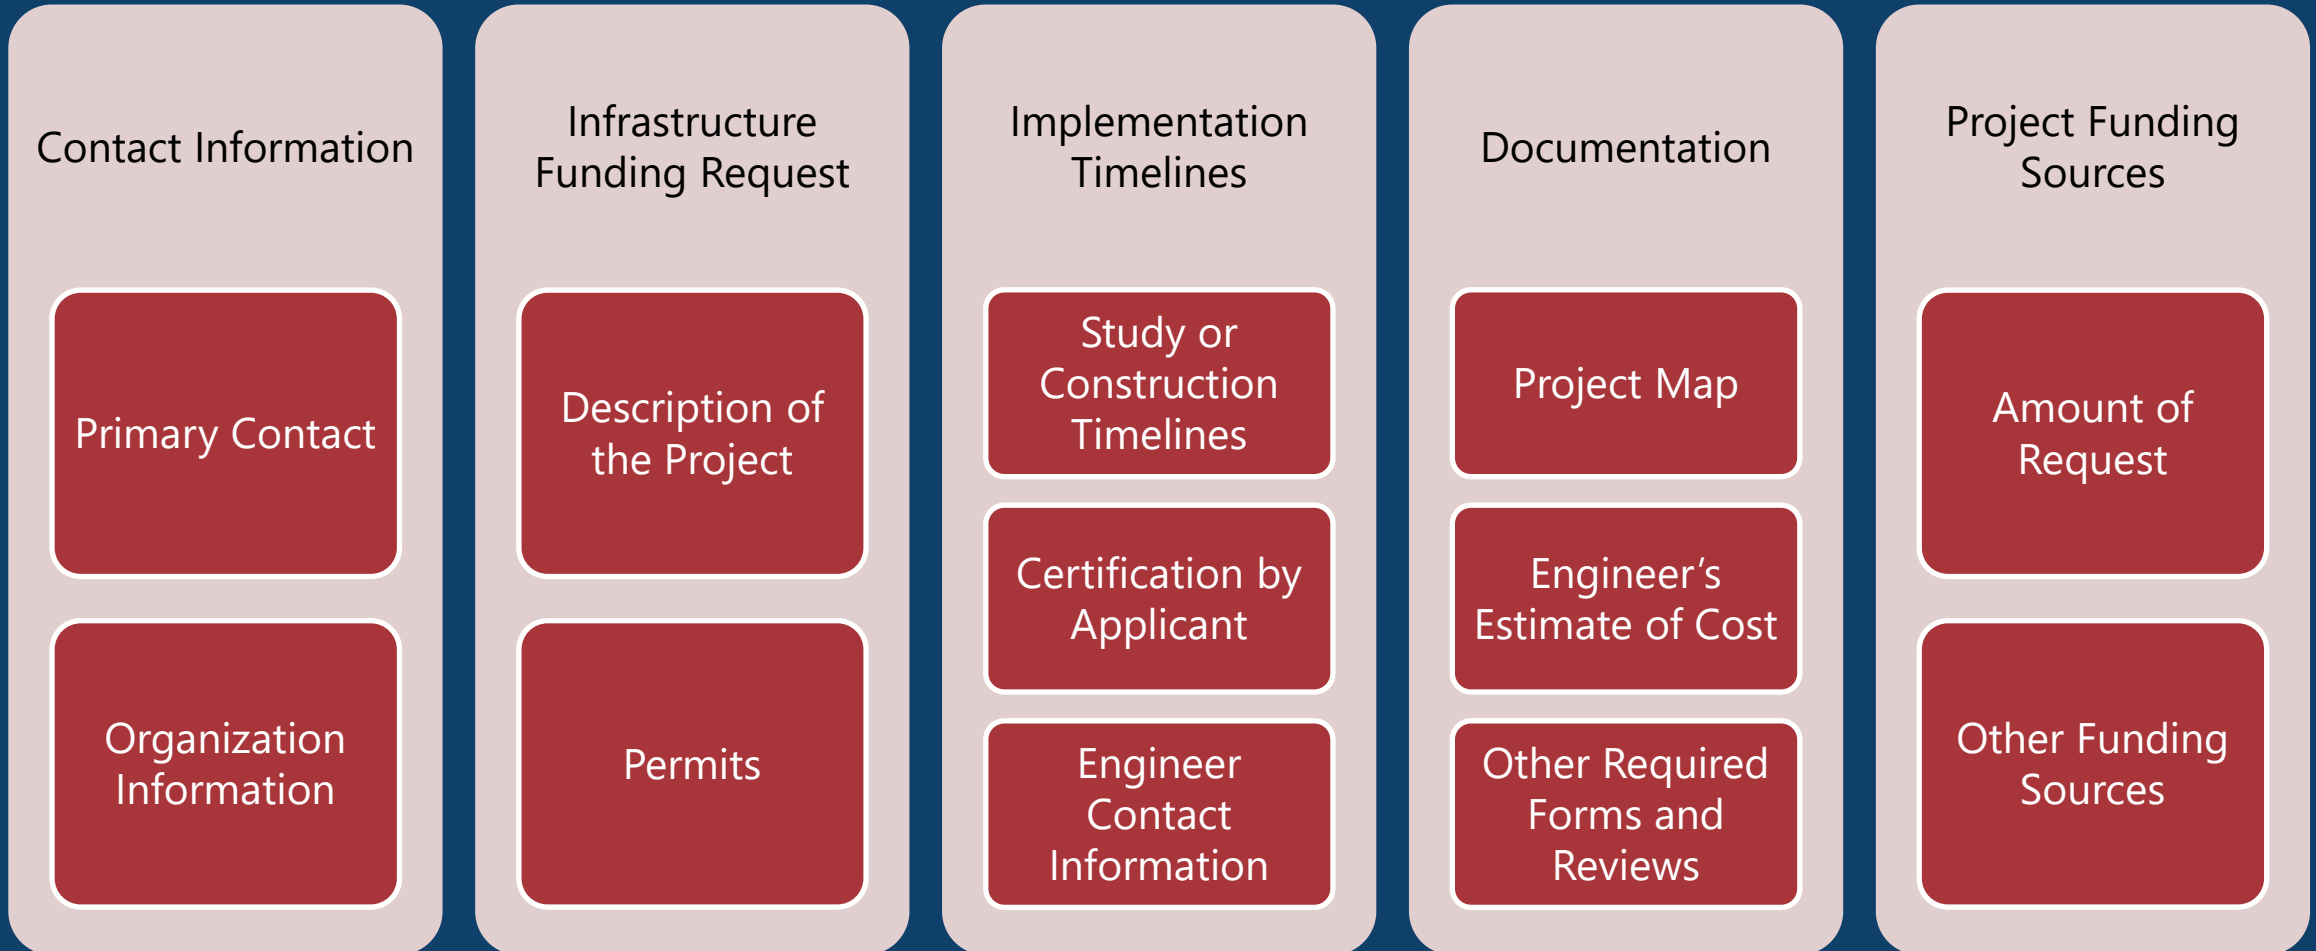 Contact Information
Primary Contact
Organization
Information
Infrastructure
Funding Request
Description of
the Project
Permits
Implementation
Timelines
Study or
Construction
Timelines
Certification by
Applicant
Engineer
Contact
Information
Documentation
Project Map
Engineer’s
Estimate of Cost
Other Required
Forms and
Reviews
Project Funding
Sources
Amount of
Request
Other Funding
Sources